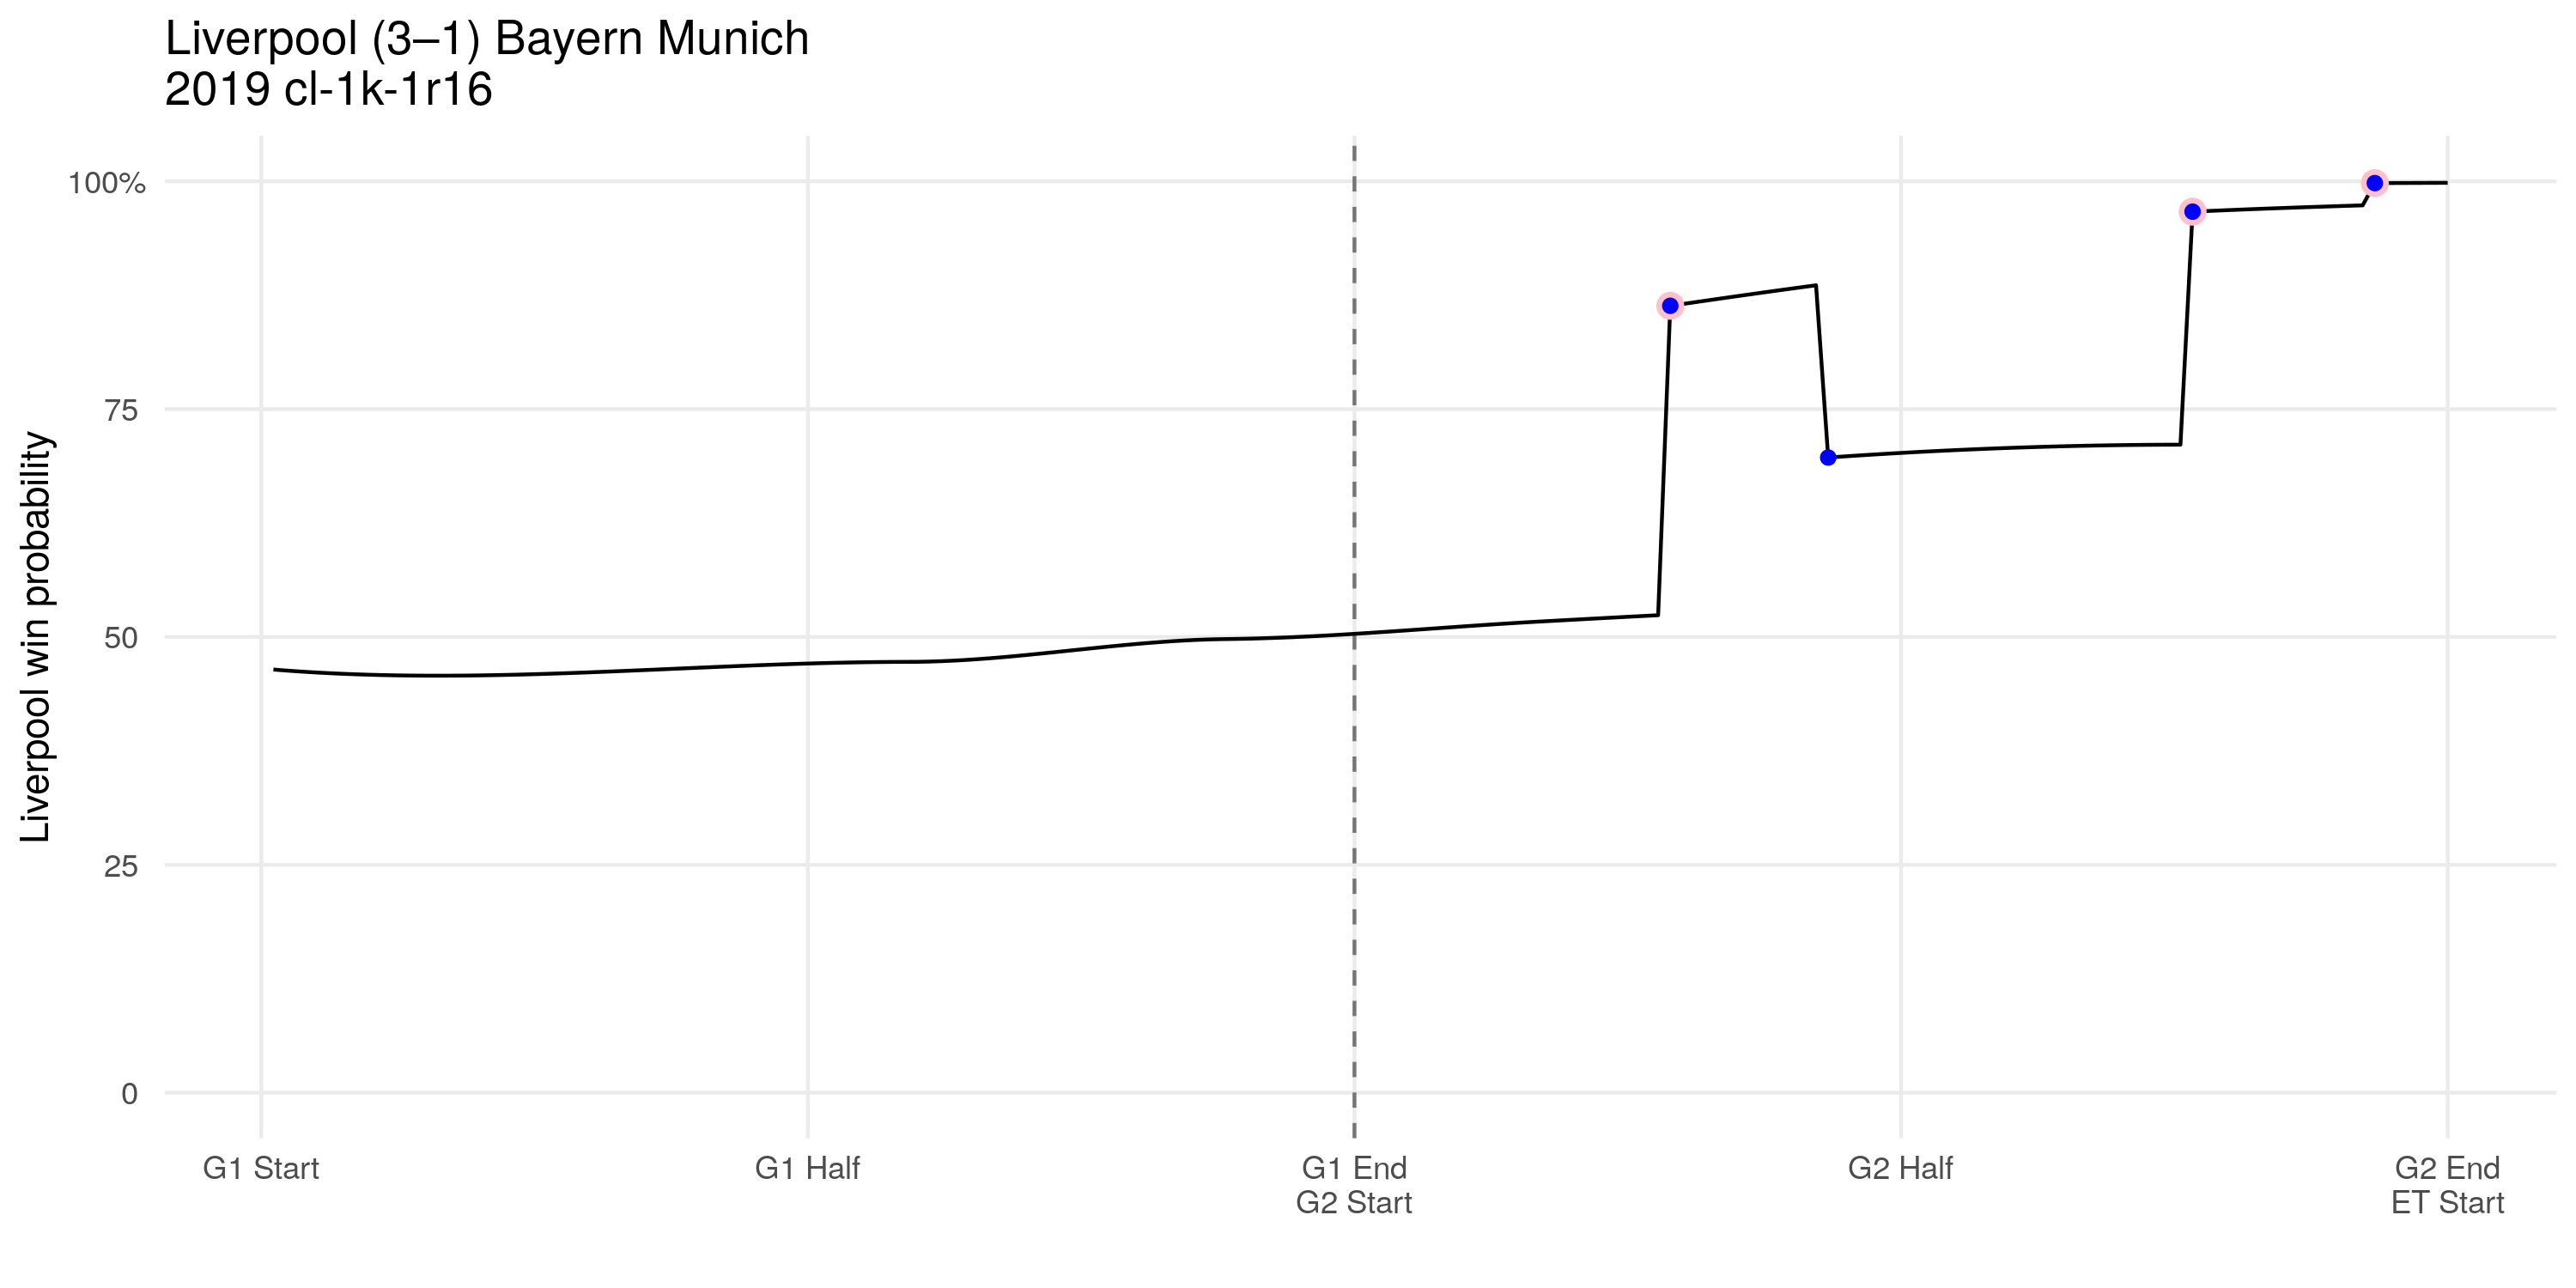 Liverpool (3–1) Bayern Munich
2019 cl-1k-1r16
Liverpool win probability
100%
75
50
25
0
G1 Start
G1 Half
G1 End
G2 Start
G2 Half
G2 End
ET Start